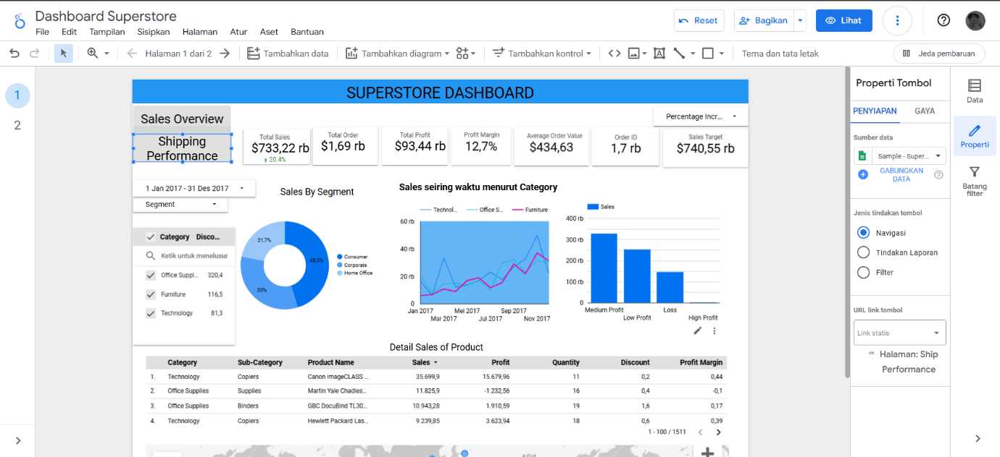 Dashboard Superstore
File Edit Tampilan Sisipkan Halaman Atur Aset Bantuan
Reset
Bagikan
Lihat
Halaman 1 dari 2
Tambahkan data
Tambahkan diagram
Tambahkan kontrol
Tema dan tata letak
Jeda pembaruan
1
2
SUPERSTORE DASHBOARD
Sales Overview
Shipping
Performance
Percentage Incr...
Total Sales
$733,22 rb
20.4%
Total Order
$1,69 rb
Total Profit
$93,44 rb
Profit Margin
12,7%
Average Order Value
$434,63
Order ID
1,7 rb
Sales Target
$740,55 rb
1 Jan 2017 - 31 Des 2017
Segment
Category Disco...
Ketik untuk menelusur
Office Suppl... 320,4
Furniture 116,5
Technology 81,3
Sales By Segment
21,7%
45,3%
33%
Consumer
Corporate
Home Office
Sales seiring waktu menurut Category
Technol... Office S... Furniture
60 rb
40 rb
20 rb
0
Jan 2017 Mei 2017 Sep 2017
Mar 2017 Jul 2017 Nov 2017
Sales
400 rb
300 rb
200 rb
100 rb
0
Medium Profit Loss
Low Profit High Profit
Detail Sales of Product
Category Sub-Category Product Name Sales Profit Quantity Discount Profit Margin
1. Technology Copiers Canon imageCLASS ... 35.699,9 15.679,96 11 0,2 0,44
2. Office Supplies Supplies Martin Yale Chadles... 11.825,9 -1.232,56 16 0,4 -0,1
3. Office Supplies Binders GBC DocuBind TL30... 10.943,28 1.910,59 19 1,6 0,17
4. Technology Copiers Hewlett Packard Las... 9.239,85 3.623,94 18 0,6 0,39
1 - 100 / 1511
ASIA
Properti Tombol
PENYIAPAN GAYA
Sumber data
Sample - Super...
GABUNGKAN
DATA
Jenis tindakan tombol
Navigasi
Tindakan Laporan
Filter
URL link tombol
Link statis
Halaman: Ship
Performance
Data
Properti
Batang
filter